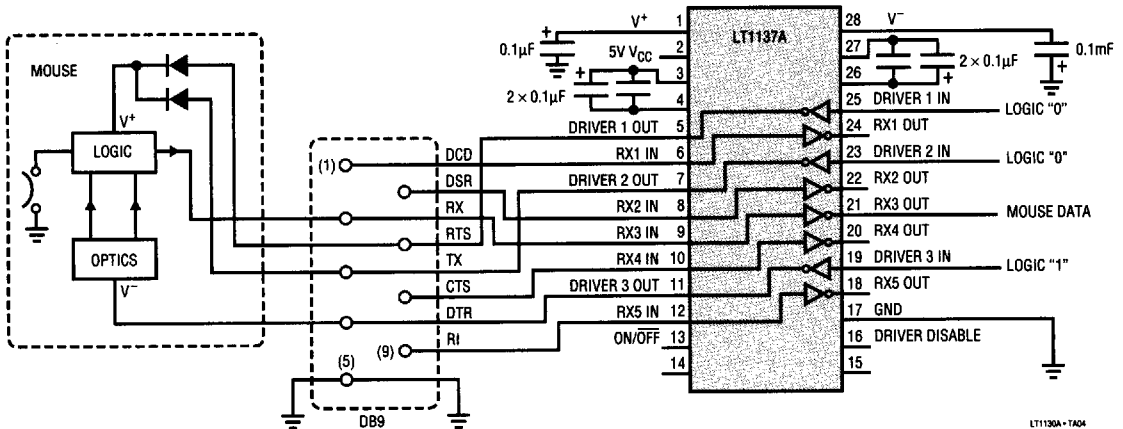 MOUSE
V+
LOGIC
OPTICS
V−
(1)
(9)
(5)
DB9
DCD
DSR
RX
RTS
TX
CTS
DTR
RI
V+
0.1µF
+
5V VCC
+
2 × 0.1µF
DRIVER 1 OUT
RX1 IN
DRIVER 2 OUT
RX2 IN
RX3 IN
RX4 IN
DRIVER 3 OUT
RX5 IN
ON/OFF
1
2
3
4
5
6
7
8
9
10
11
12
13
14
LT1137A
28
27
26
25
24
23
22
21
20
19
18
17
16
15
V−
+
2 × 0.1µF
+
0.1mF
+
DRIVER 1 IN
LOGIC “0”
RX1 OUT
DRIVER 2 IN
LOGIC “0”
RX2 OUT
RX3 OUT
MOUSE DATA
RX4 OUT
DRIVER 3 IN
LOGIC “1”
RX5 OUT
GND
DRIVER DISABLE
LT1130A • TA04